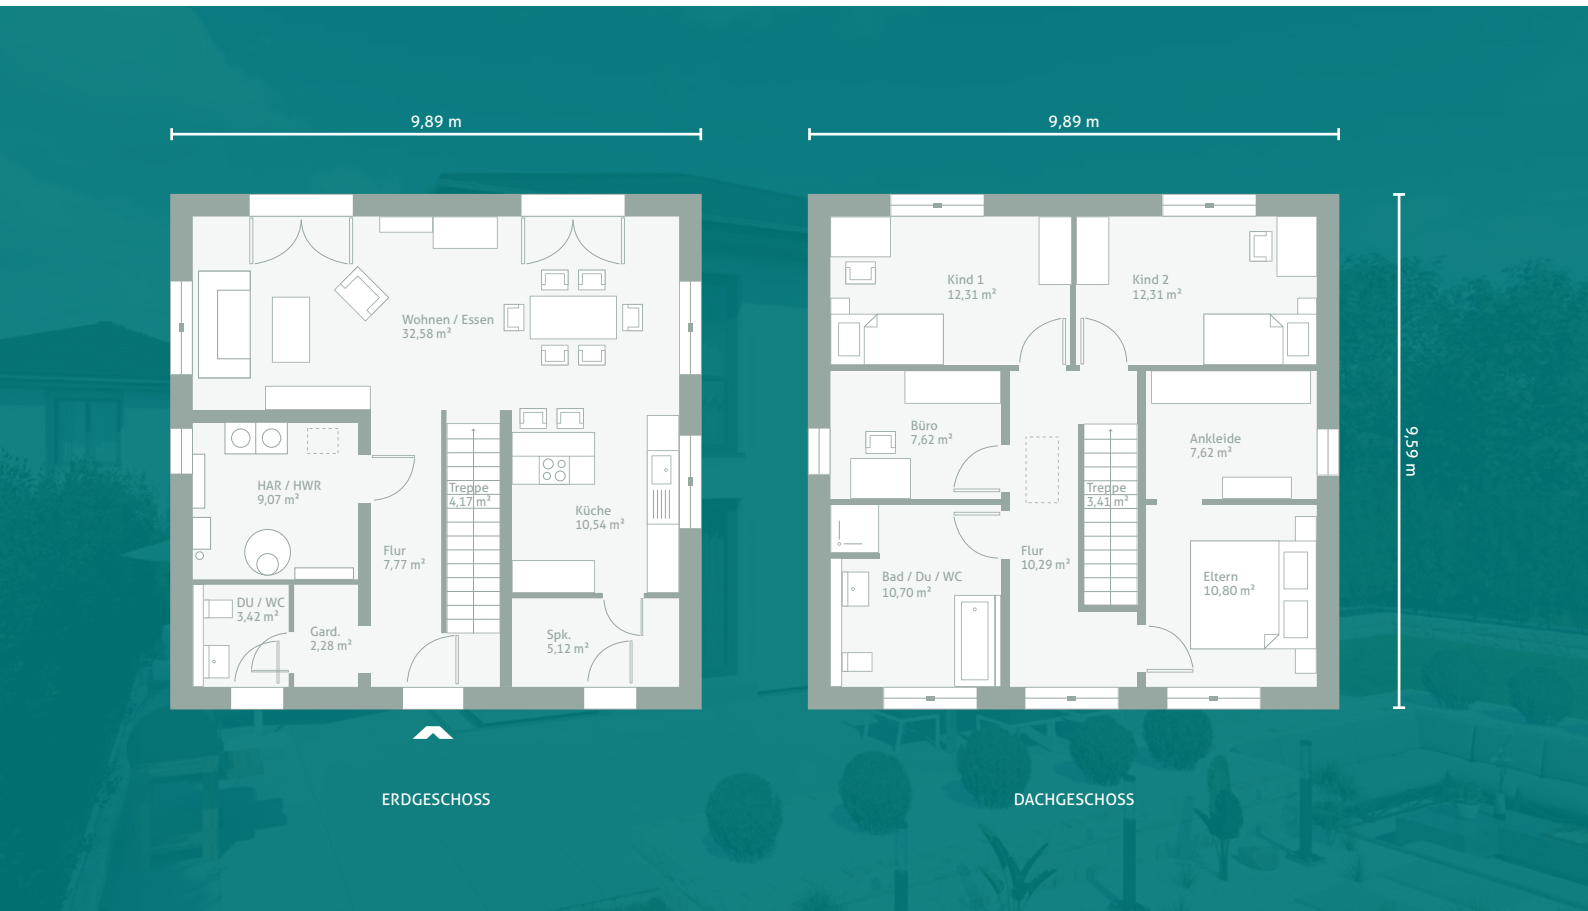 9,89 m
9,89 m
9,59 m
Wohnen / Essen
32,58 m²
HAR / HWR
9,07 m²
Treppe
4,17 m²
Küche
10,54 m²
Flur
7,77 m²
DU / WC
3,42 m²
Gard.
2,28 m²
Spk.
5,12 m²
ERDGESCHOSS
Kind 1
12,31 m²
Kind 2
12,31 m²
Büro
7,62 m²
Ankleide
7,62 m²
Treppe
3,41 m²
Flur
10,29 m²
Bad / Du / WC
10,70 m²
Eltern
10,80 m²
DACHGESCHOSS